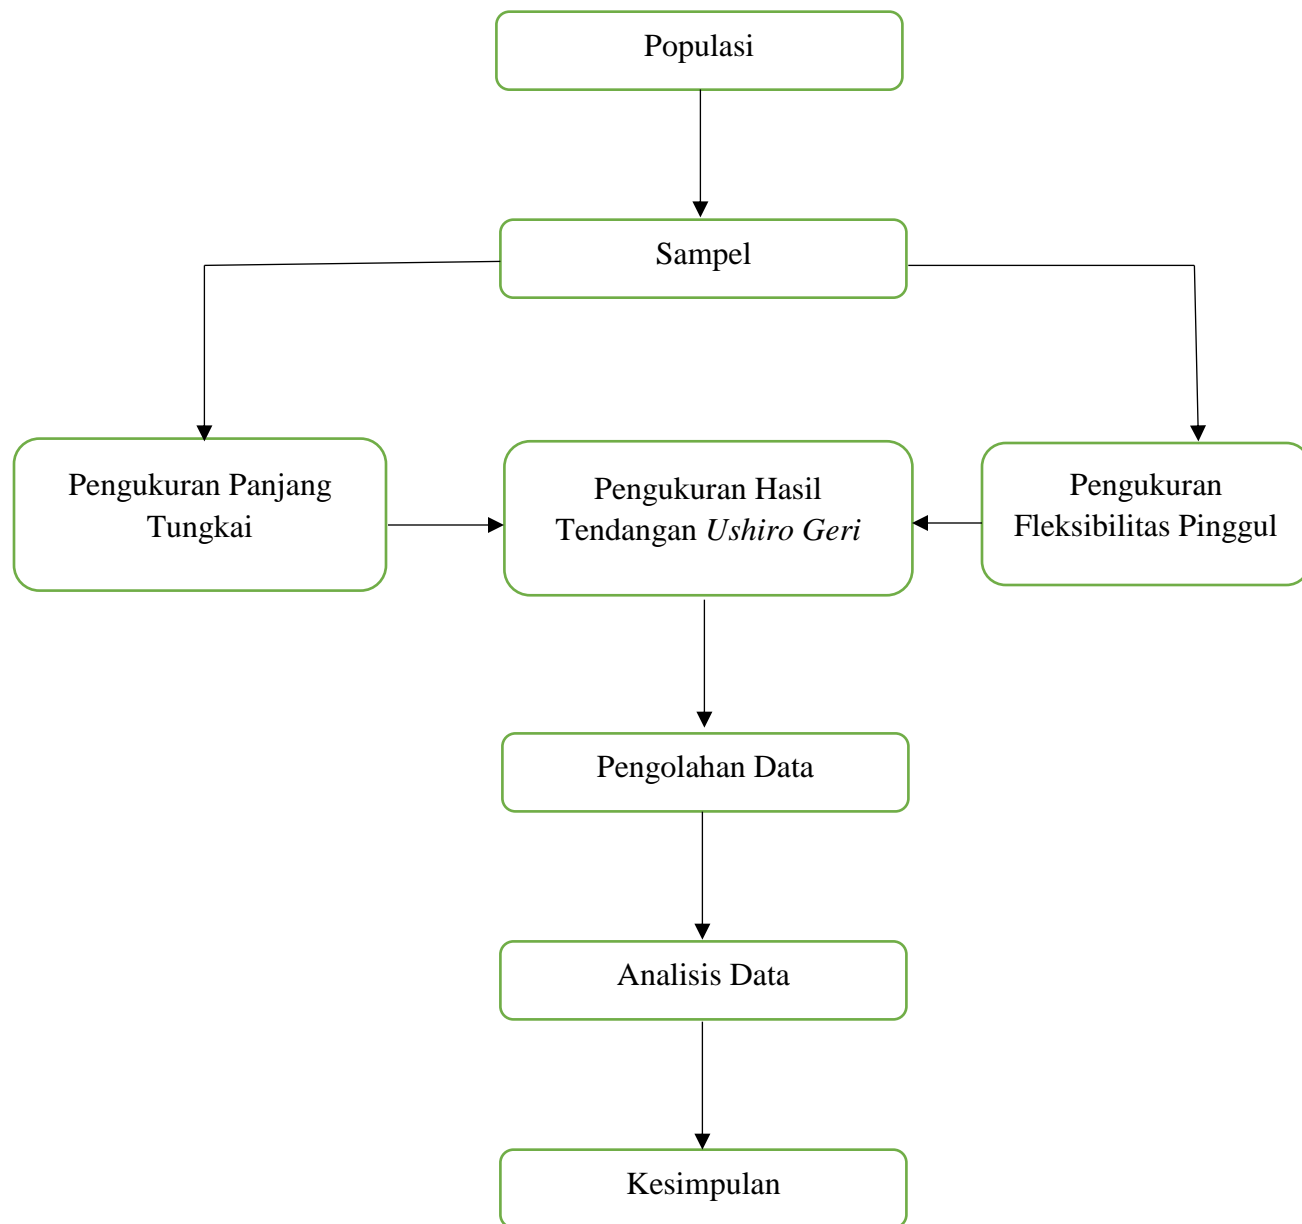 Populasi
Sampel
Pengukuran Panjang
Tungkai
Pengukuran Hasil
Tendangan Ushiro Geri
Pengukuran
Fleksibilitas Pinggul
Pengolahan Data
Analisis Data
Kesimpulan